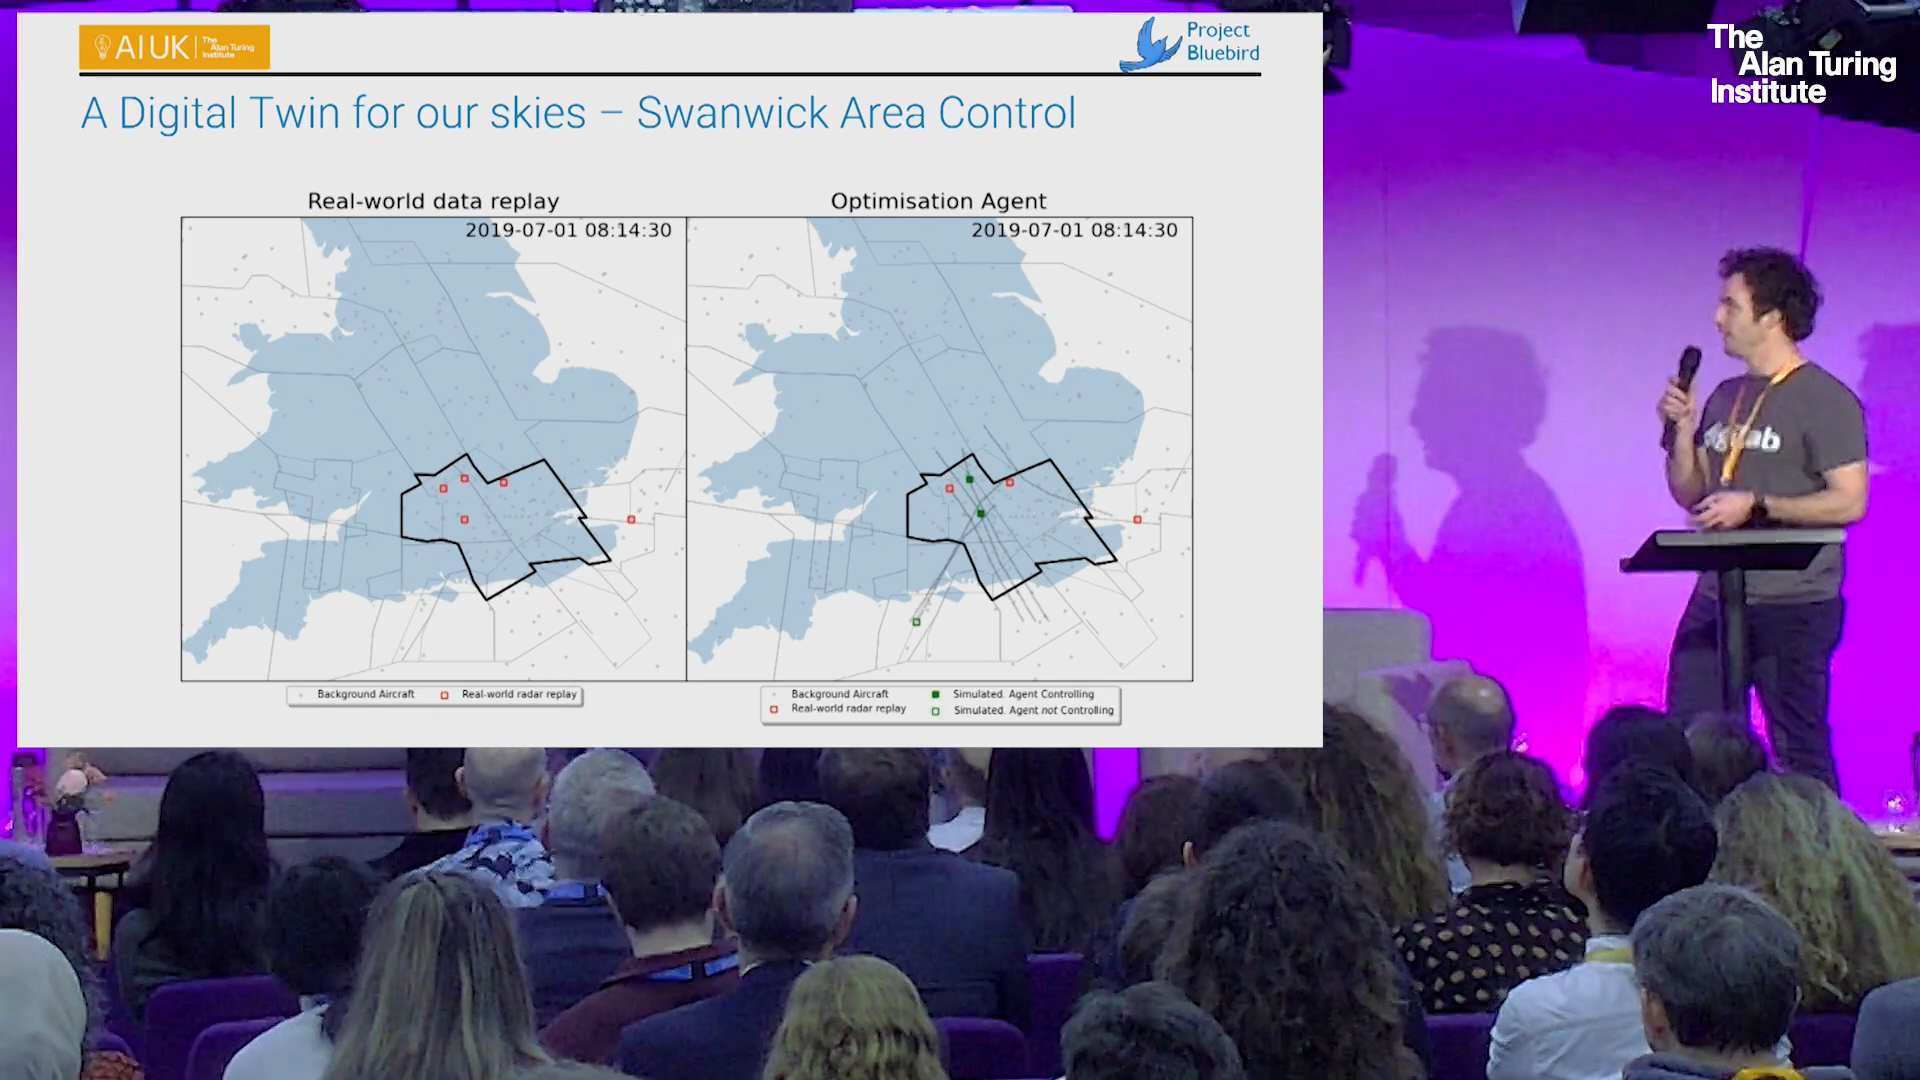 AI UK
The
Alan Turing
Institute
Project
Bluebird
The
Alan Turing
Institute
A Digital Twin for our skies – Swanwick Area Control
Real-world data replay
2019-07-01 08:14:30
Optimisation Agent
2019-07-01 08:14:30
Background Aircraft
Real-world radar replay
Background Aircraft
Real-world radar replay
Simulated. Agent Controlling
Simulated. Agent not Controlling